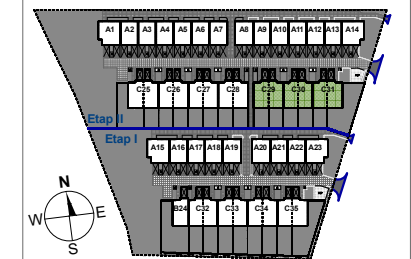 A1 A2 A3 A4 A5 A6 A7 A8 A9 A10 A11 A12 A13 A14
C25 C26 C27 C28 C29 C30 C31
Etap II
Etap I
A15 A16 A17 A18 A19 A20 A21 A22 A23
B24 C32 C33 C34 C35
N
W E
S